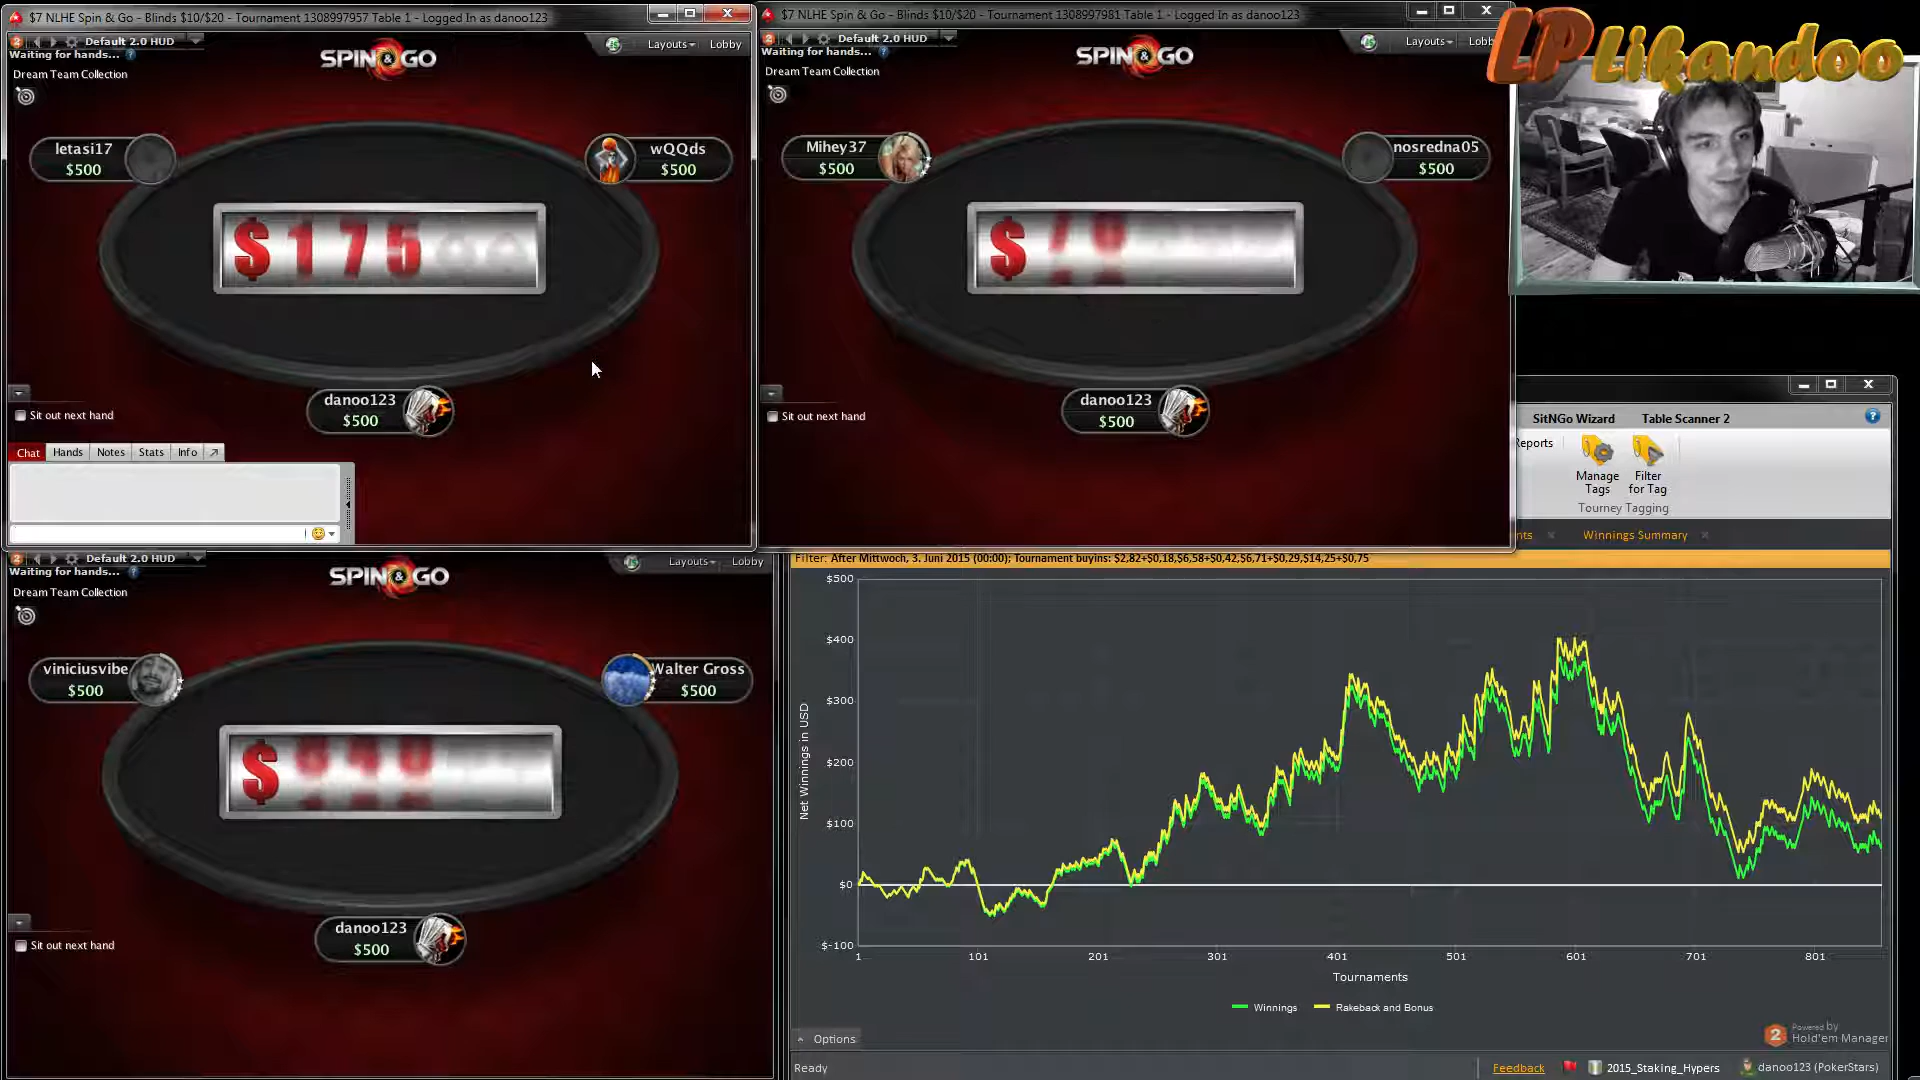 $7 NLHE Spin & Go - Blinds $10/$20 - Tournament 1308997957 Table 1 - Logged In as danoo123
Default 2.0 HUD
Waiting for hands...
Dream Team Collection
SPIN & GO
Layouts
Lobby
letasi17
$500
wQQds
$500
$175
danoo123
$500
Sit out next hand
Chat
Hands
Notes
Stats
Info
$7 NLHE Spin & Go - Blinds $10/$20 - Tournament 1308997981 Table 1 - Logged In as danoo123
Default 2.0 HUD
Waiting for hands...
Dream Team Collection
SPIN & GO
Layouts
Lobb
Mihey37
$500
nosredna05
$500
$
danoo123
$500
Sit out next hand
LP Likandoo
Default 2.0 HUD
Waiting for hands...
Dream Team Collection
SPIN & GO
Layouts
Lobby
viniciusvibe
$500
Walter Gross
$500
$
danoo123
$500
Sit out next hand
SitNGo Wizard
Table Scanner 2
Reports
Manage Tags
Filter for Tag
Tourney Tagging
nts
Winnings Summary
Filter: After Mittwoch, 3. Juni 2015 (00:00); Tournament buyins: $2,82+$0,18,$6,58+$0,42,$6,71+$0,29,$14,25+$0,75
$500
$400
$300
$200
$100
$0
$-100
Net Winnings in USD
1 101 201 301 401 501 601 701 801
Tournaments
Winnings
Rakeback and Bonus
Options
2
Powered by
Hold'em Manager
Ready
Feedback
2015_Staking_Hypers
danoo123 (PokerStars)